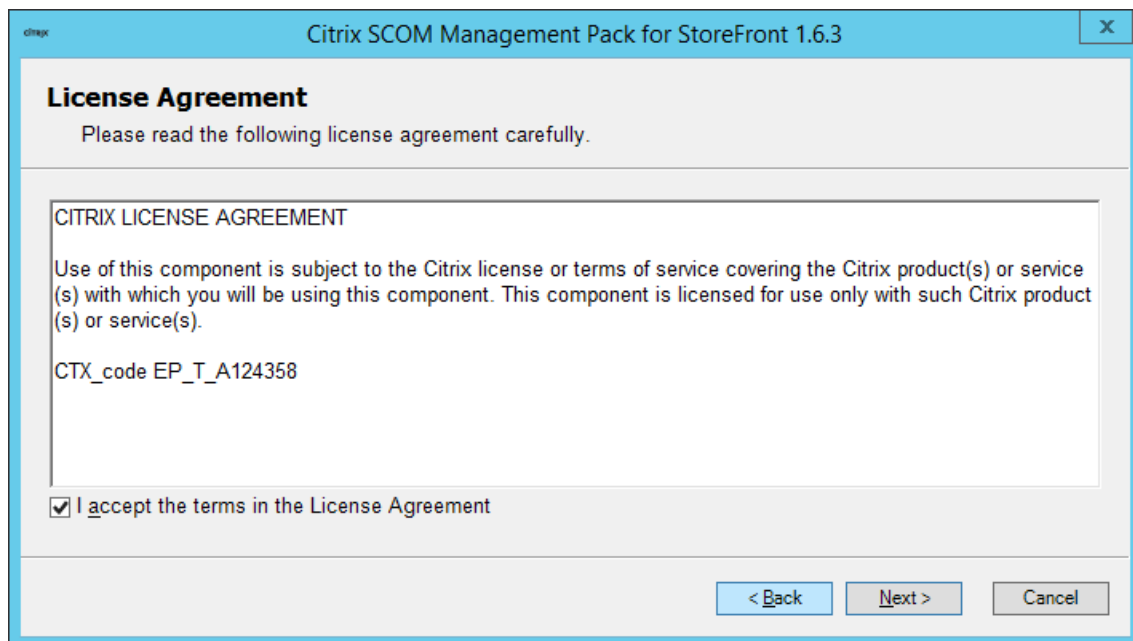 citrix
Citrix SCOM Management Pack for StoreFront 1.6.3
x
License Agreement
Please read the following license agreement carefully.
CITRIX LICENSE AGREEMENT
Use of this component is subject to the Citrix license or terms of service covering the Citrix product(s) or service
(s) with which you will be using this component. This component is licensed for use only with such Citrix product
(s) or service(s).
CTX_code EP_T_A124358
I accept the terms in the License Agreement
< Back
Next >
Cancel